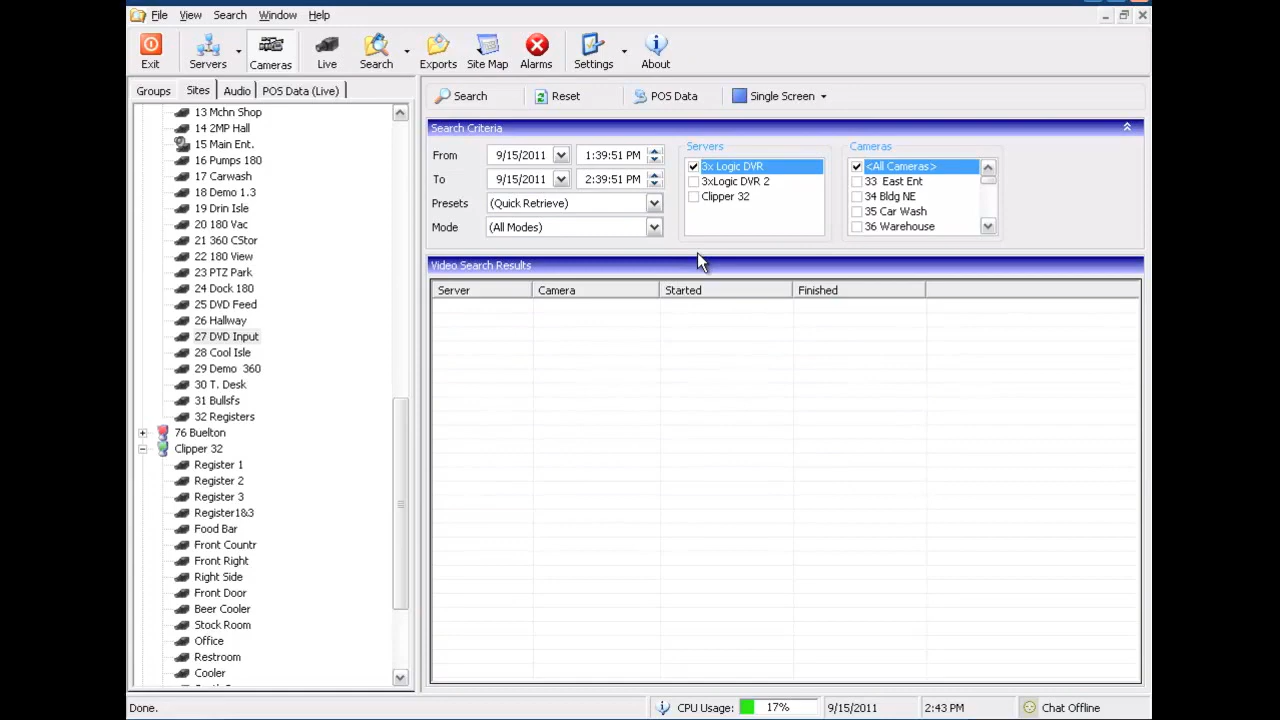 File View Search Window Help
Exit Servers Cameras Live Search Exports Site Map Alarms Settings About
Groups Sites Audio POS Data (Live)
13 Mchn Shop
14 2MP Hall
15 Main Ent.
16 Pumps 180
17 Carwash
18 Demo 1.3
19 Drin Isle
20 180 Vac
21 360 CStor
22 180 View
23 PTZ Park
24 Dock 180
25 DVD Feed
26 Hallway
27 DVD Input
28 Cool Isle
29 Demo 360
30 T. Desk
31 Bullsfs
32 Registers
76 Buelton
Clipper 32
Register 1
Register 2
Register 3
Register1&3
Food Bar
Front Countr
Front Right
Right Side
Front Door
Beer Cooler
Stock Room
Office
Restroom
Cooler
Search Reset POS Data Single Screen
Search Criteria
From 9/15/2011 1:39:51 PM
To 9/15/2011 2:39:51 PM
Presets (Quick Retrieve)
Mode (All Modes)
Servers
3x Logic DVR
3xLogic DVR 2
Clipper 32
Cameras
<All Cameras>
33 East Ent
34 Bldg NE
35 Car Wash
36 Warehouse
Video Search Results
Server Camera Started Finished
Done. CPU Usage: 17% 9/15/2011 2:43 PM Chat Offline